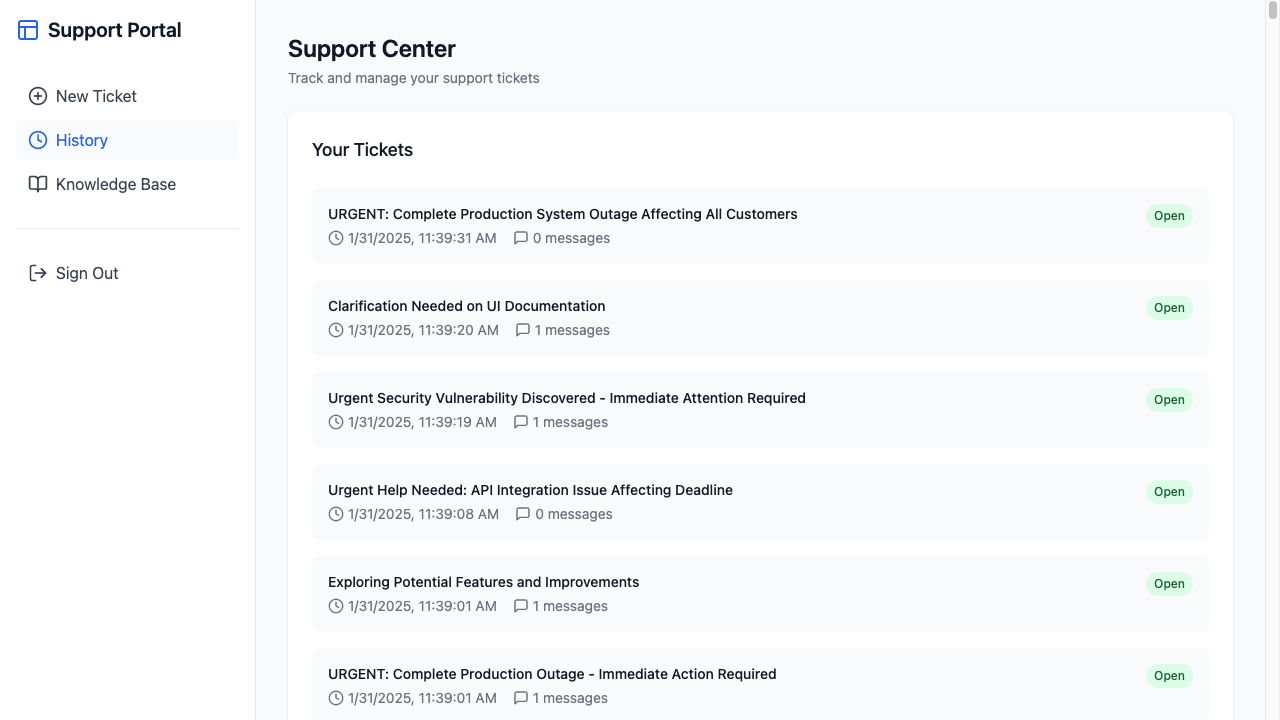 Support Portal
New Ticket
History
Knowledge Base
Sign Out
Support Center
Track and manage your support tickets
Your Tickets
URGENT: Complete Production System Outage Affecting All Customers
Open
1/31/2025, 11:39:31 AM 0 messages
Clarification Needed on UI Documentation
Open
1/31/2025, 11:39:20 AM 1 messages
Urgent Security Vulnerability Discovered - Immediate Attention Required
Open
1/31/2025, 11:39:19 AM 1 messages
Urgent Help Needed: API Integration Issue Affecting Deadline
Open
1/31/2025, 11:39:08 AM 0 messages
Exploring Potential Features and Improvements
Open
1/31/2025, 11:39:01 AM 1 messages
URGENT: Complete Production Outage - Immediate Action Required
Open
1/31/2025, 11:39:01 AM 1 messages